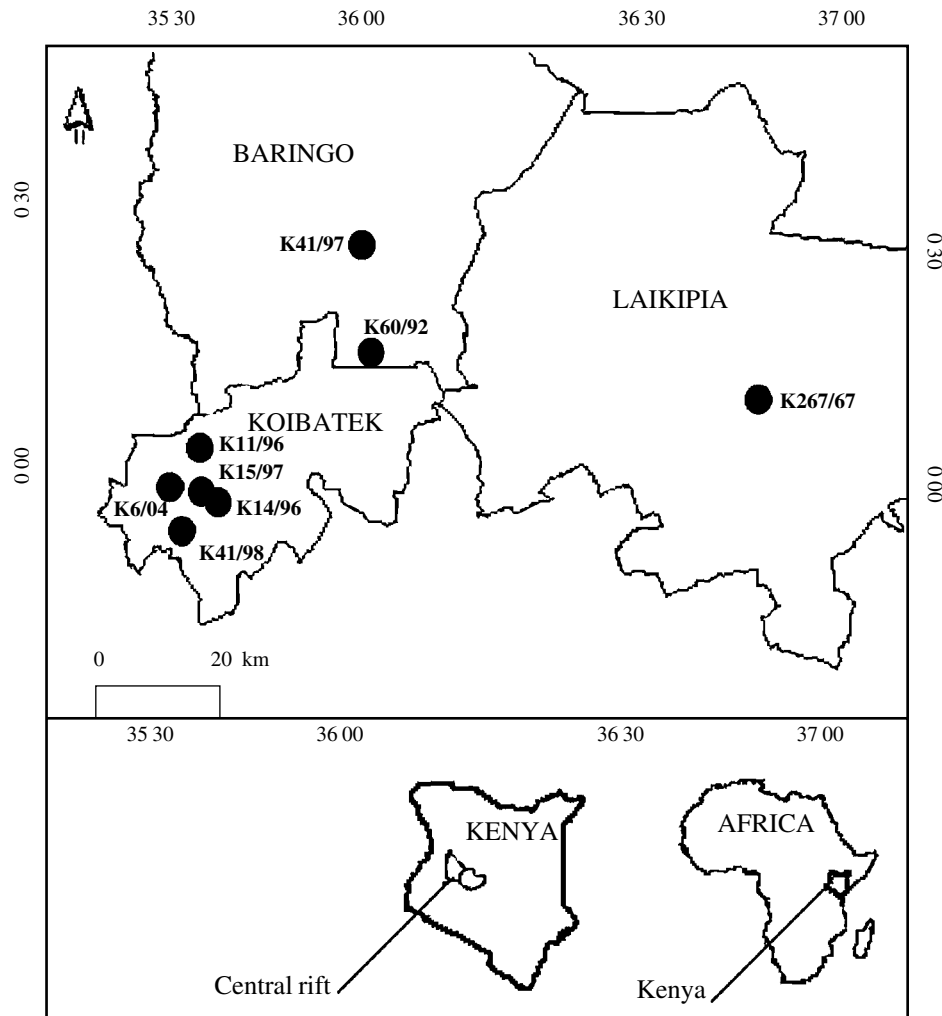 35 30 36 00 36 30 37 00
BARINGO
0 30
K41/97
0 30
LAIKIPIA
K60/92
K267/67
KOIBATEK
K11/96
0 00
K15/97
0 00
K6/04
K14/96
K41/98
0 20 km
35 30 36 00 36 30 37 00
KENYA
AFRICA
Central rift
Kenya